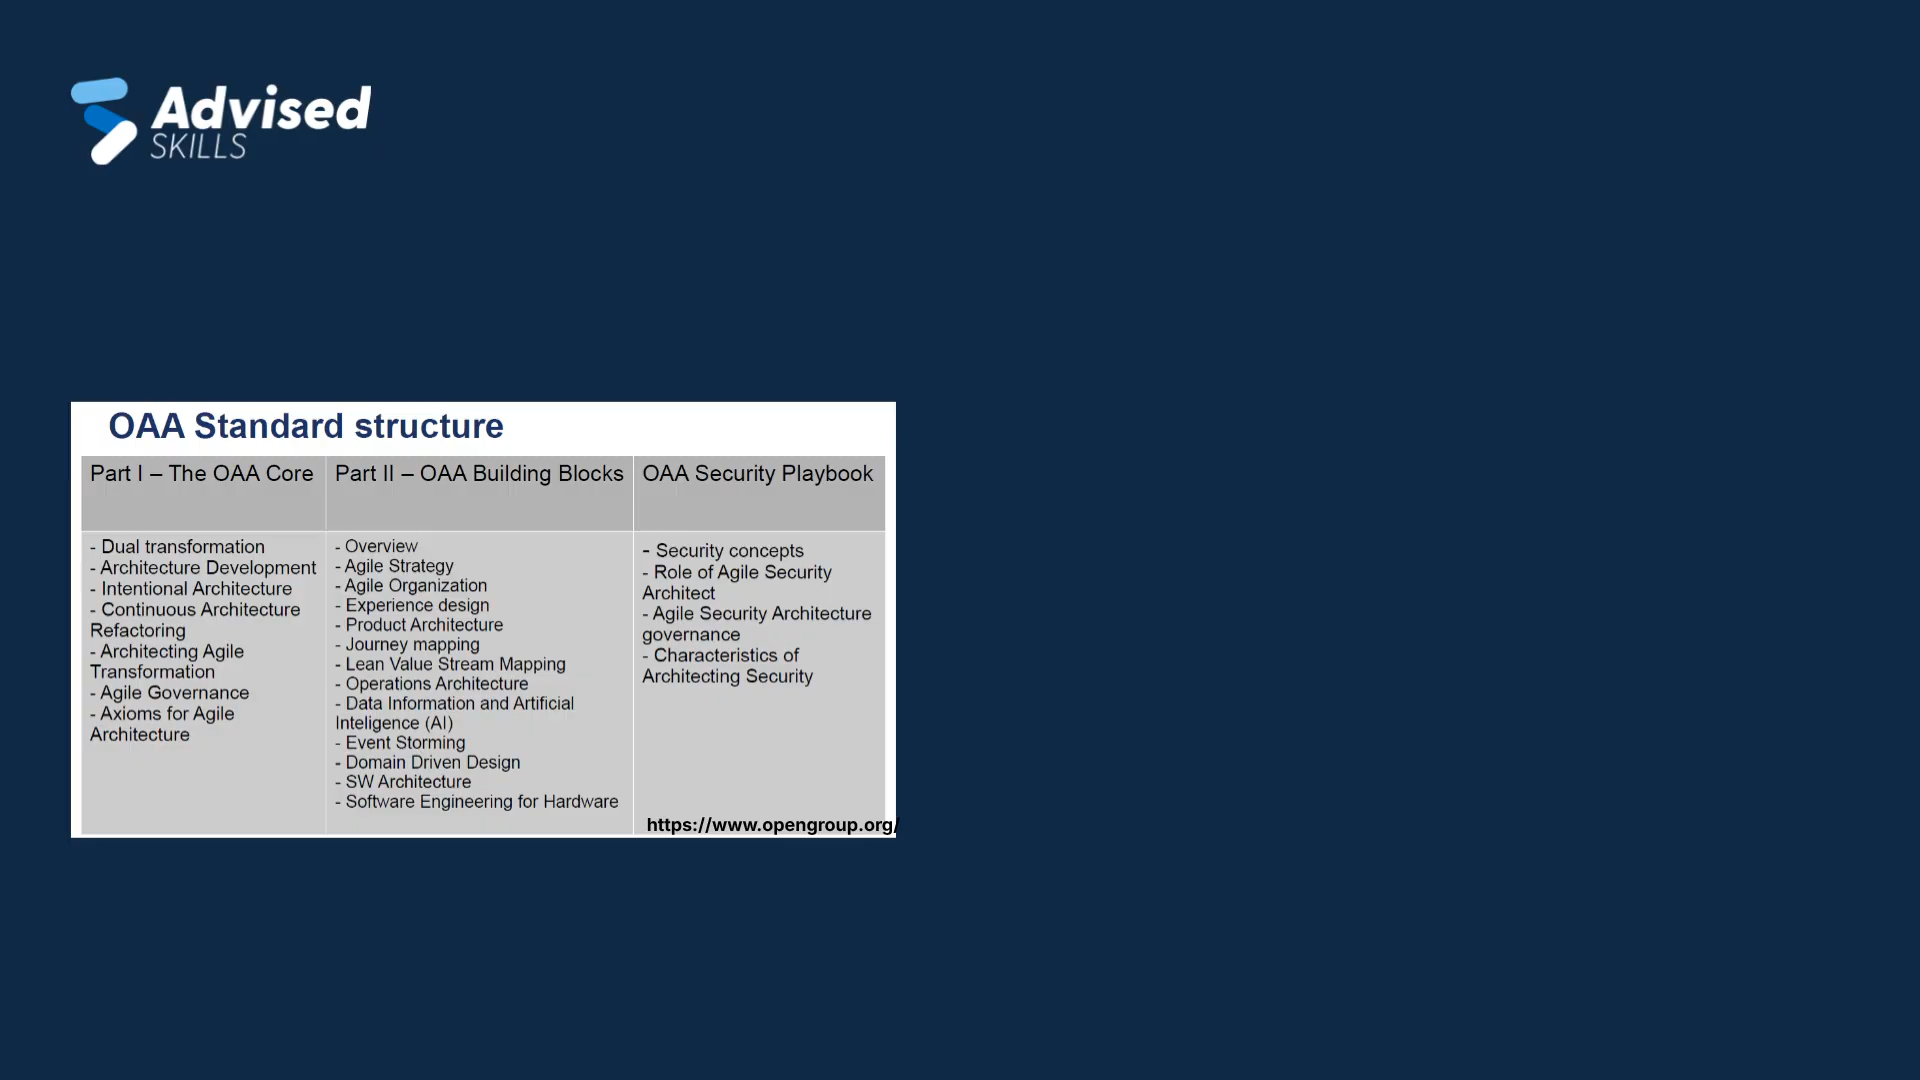 Advised
SKILLS
OAA Standard structure
Part I – The OAA Core
- Dual transformation
- Architecture Development
- Intentional Architecture
- Continuous Architecture
Refactoring
- Architecting Agile
Transformation
- Agile Governance
- Axioms for Agile
Architecture
Part II – OAA Building Blocks
- Overview
- Agile Strategy
- Agile Organization
- Experience design
- Product Architecture
- Journey mapping
- Lean Value Stream Mapping
- Operations Architecture
- Data Information and Artificial
Inteligence (AI)
- Event Storming
- Domain Driven Design
- SW Architecture
- Software Engineering for Hardware
OAA Security Playbook
- Security concepts
- Role of Agile Security
Architect
- Agile Security Architecture
governance
- Characteristics of
Architecting Security
https://www.opengroup.org/